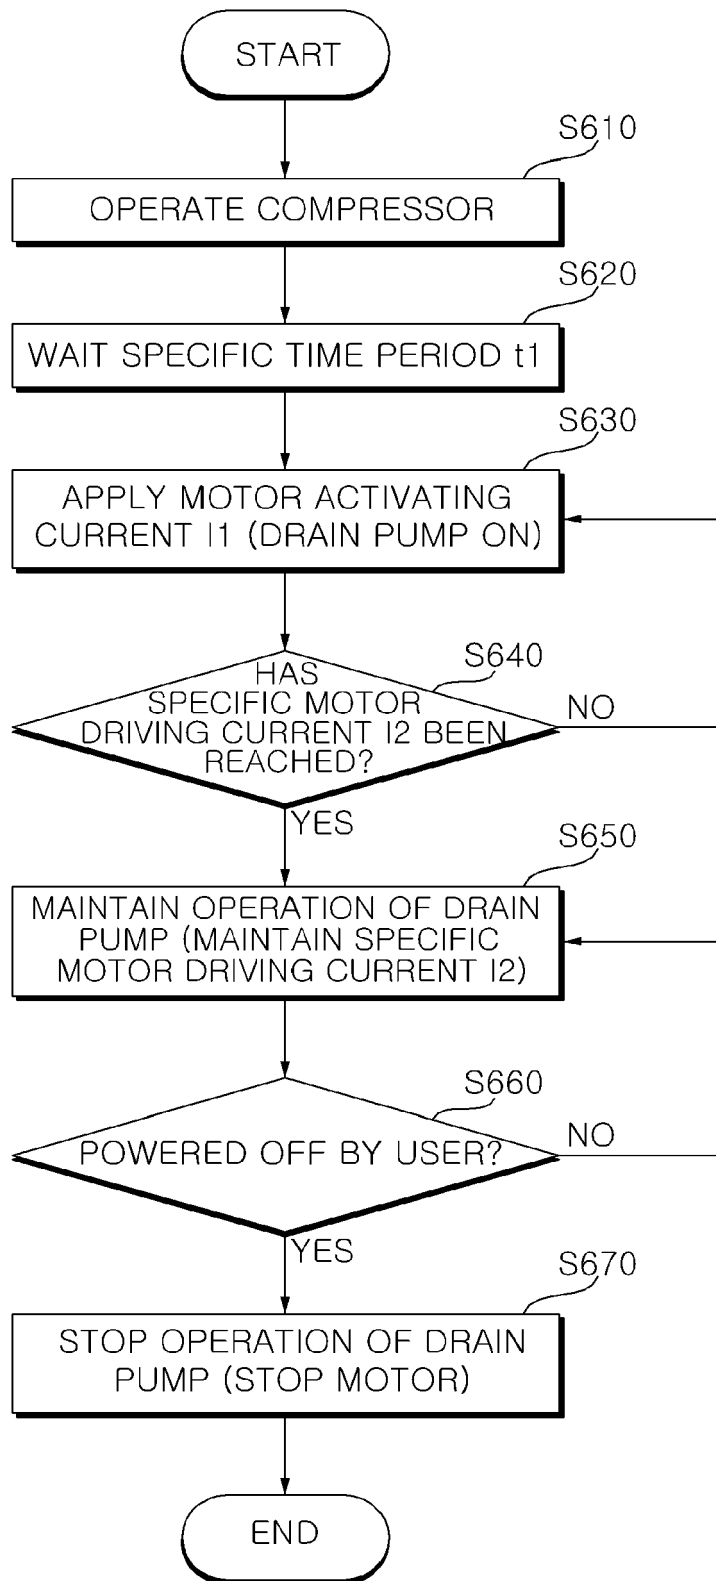 START
S610
OPERATE COMPRESSOR
S620
WAIT SPECIFIC TIME PERIOD t1
S630
APPLY MOTOR ACTIVATING
CURRENT I1 (DRAIN PUMP ON)
S640
HAS
SPECIFIC MOTOR
DRIVING CURRENT I2 BEEN
REACHED?
NO
YES
S650
MAINTAIN OPERATION OF DRAIN
PUMP (MAINTAIN SPECIFIC
MOTOR DRIVING CURRENT I2)
S660
POWERED OFF BY USER?
NO
YES
S670
STOP OPERATION OF DRAIN
PUMP (STOP MOTOR)
END